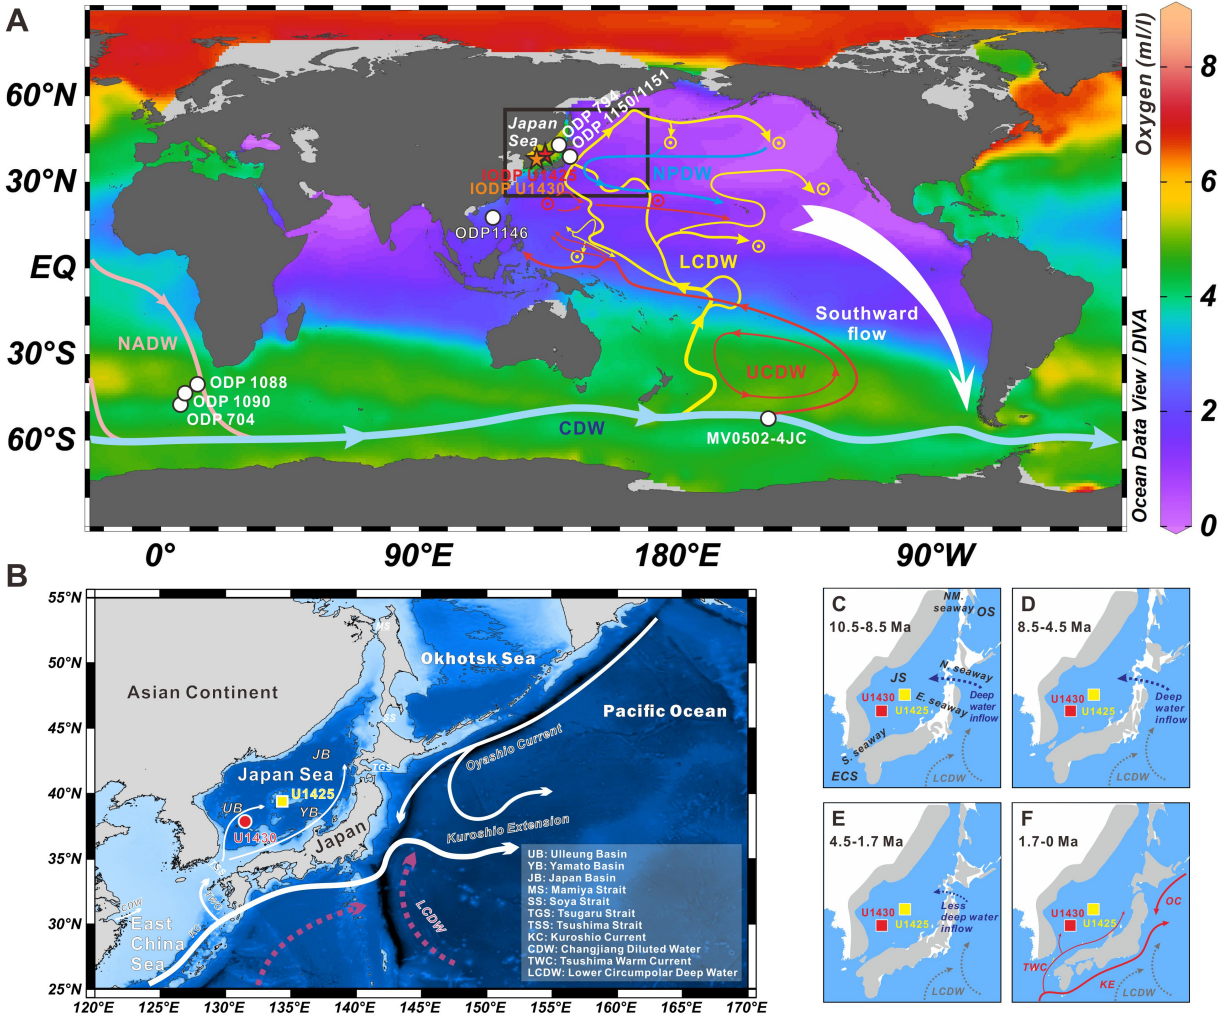 A
60°N
30°N
EQ
30°S
60°S
0°
90°E
180°E
90°W
Japan
Sea
ODP 794
ODP 1150/1151
IODP U1425
IODP U1430
ODP1146
NPDW
LCDW
Southward
flow
NADW
UCDW
ODP 1088
ODP 1090
ODP 704
CDW
MV0502-4JC
Oxygen (ml/l)
8
6
4
2
0
Ocean Data View / DIVA
B
55°N
50°N
45°N
40°N
35°N
30°N
25°N
120°E
125°E
130°E
135°E
140°E
145°E
150°E
155°E
160°E
165°E
170°E
MS
Okhotsk Sea
Asian Continent
Pacific Ocean
SS
JB
TGS
Japan Sea
Oyashio Current
U1425
UB
YB
U1430
Japan
Kuroshio Extension
TSS
TWC
CDW
KC
LCDW
East
China
Sea
UB: Ulleung Basin
YB: Yamato Basin
JB: Japan Basin
MS: Mamiya Strait
SS: Soya Strait
TGS: Tsugaru Strait
TSS: Tsushima Strait
KC: Kuroshio Current
CDW: Changjiang Diluted Water
TWC: Tsushima Warm Current
LCDW: Lower Circumpolar Deep Water
C
10.5-8.5 Ma
NM.
seaway
OS
N. seaway
JS
U1430
U1425
E. seaway
Deep
water
inflow
S. seaway
ECS
LCDW
D
8.5-4.5 Ma
U1430
U1425
Deep
water
inflow
LCDW
E
4.5-1.7 Ma
U1430
U1425
Less
deep water
inflow
LCDW
F
1.7-0 Ma
OC
U1430
U1425
TWC
KE
LCDW